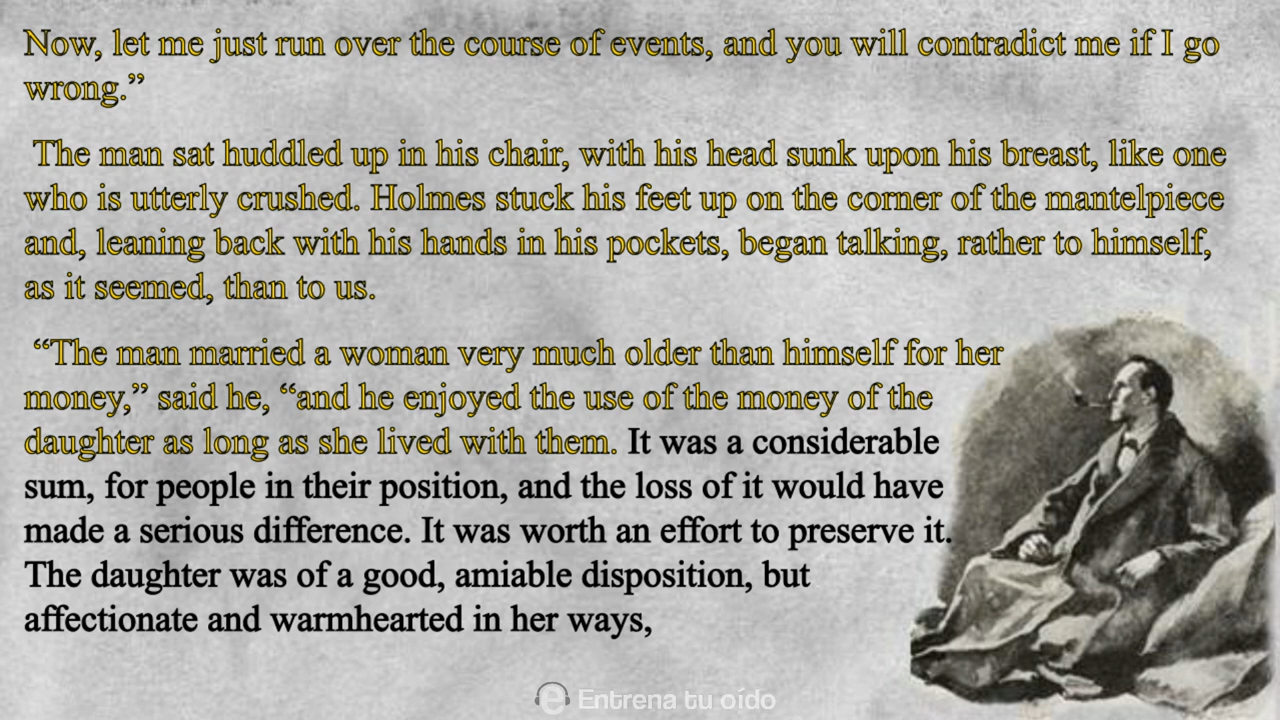 Now, let me just run over the course of events, and you will contradict me if I go
wrong.”
The man sat huddled up in his chair, with his head sunk upon his breast, like one
who is utterly crushed. Holmes stuck his feet up on the corner of the mantelpiece
and, leaning back with his hands in his pockets, began talking, rather to himself,
as it seemed, than to us.
“The man married a woman very much older than himself for her
money,” said he, “and he enjoyed the use of the money of the
daughter as long as she lived with them. It was a considerable
sum, for people in their position, and the loss of it would have
made a serious difference. It was worth an effort to preserve it.
The daughter was of a good, amiable disposition, but
affectionate and warmhearted in her ways,
Entrena tu oído